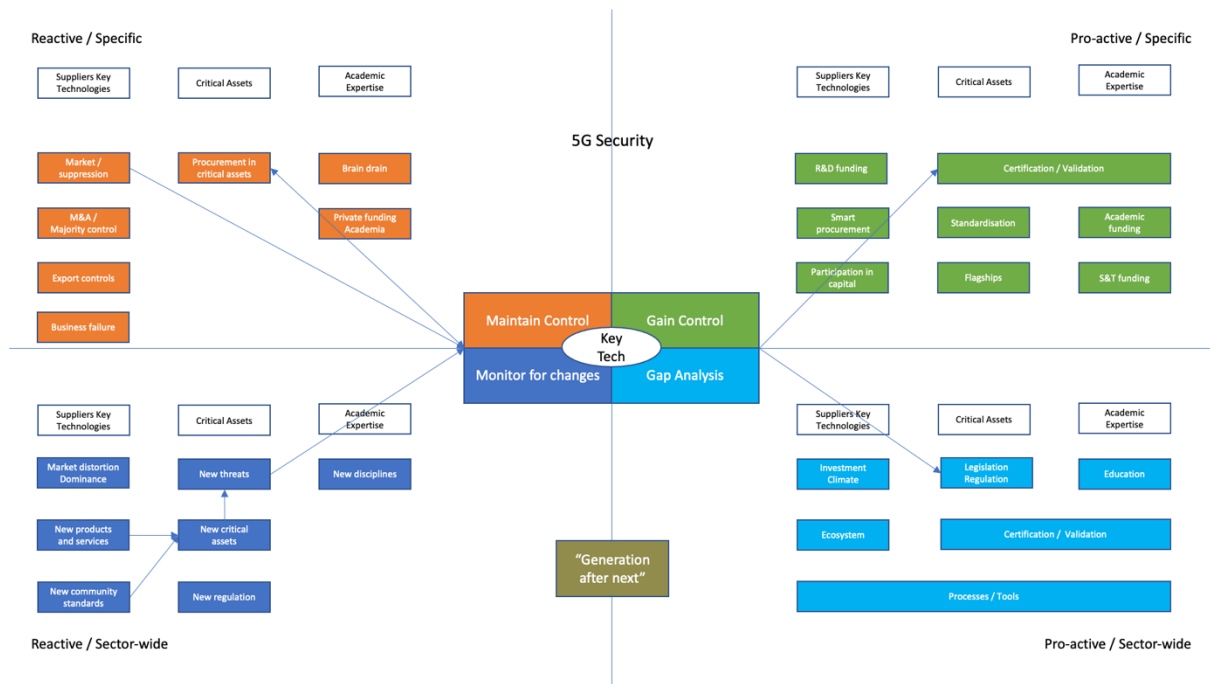 Reactive / Specific
Pro-active / Specific
Suppliers Key
Technologies
Critical Assets
Academic
Expertise
Suppliers Key
Technologies
Critical Assets
Academic
Expertise
5G Security
Market /
suppression
Procurement in
critical assets
Brain drain
R&D funding
Certification / Validation
M&A /
Majority control
Private funding
Academia
Smart
procurement
Standardisation
Academic
funding
Export controls
Participation in
capital
Flagships
S&T funding
Business failure
Maintain Control
Gain Control
Key
Tech
Monitor for changes
Gap Analysis
Suppliers Key
Technologies
Critical Assets
Academic
Expertise
Suppliers Key
Technologies
Critical Assets
Academic
Expertise
Market distortion
Dominance
New threats
New disciplines
Investment
Climate
Legislation
Regulation
Education
New products
and services
New critical
assets
Ecosystem
Certification / Validation
"Generation
after next"
New community
standards
New regulation
Processes / Tools
Reactive / Sector-wide
Pro-active / Sector-wide